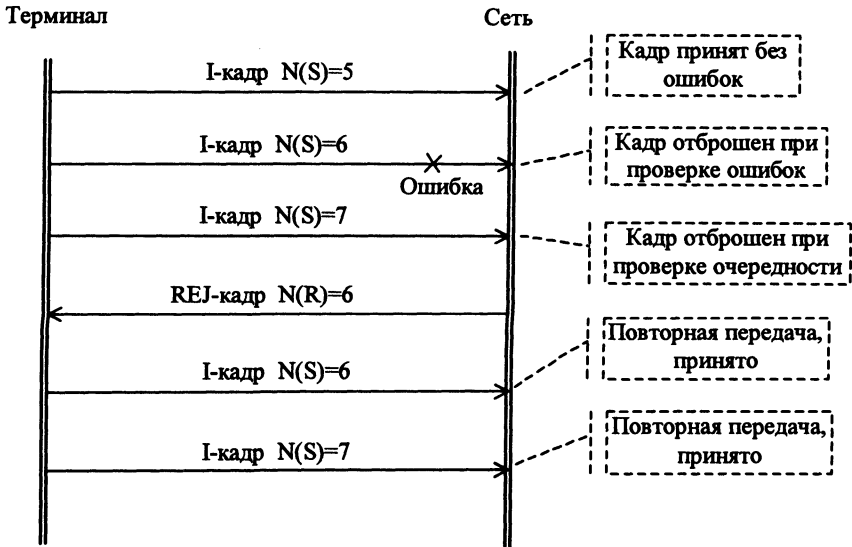 Терминал
Сеть
I-кадр N(S)=5
Кадр принят без
ошибок
I-кадр N(S)=6
Ошибка
Кадр отброшен при
проверке ошибок
I-кадр N(S)=7
Кадр отброшен при
проверке очередности
REJ-кадр N(R)=6
I-кадр N(S)=6
Повторная передача,
принято
I-кадр N(S)=7
Повторная передача,
принято